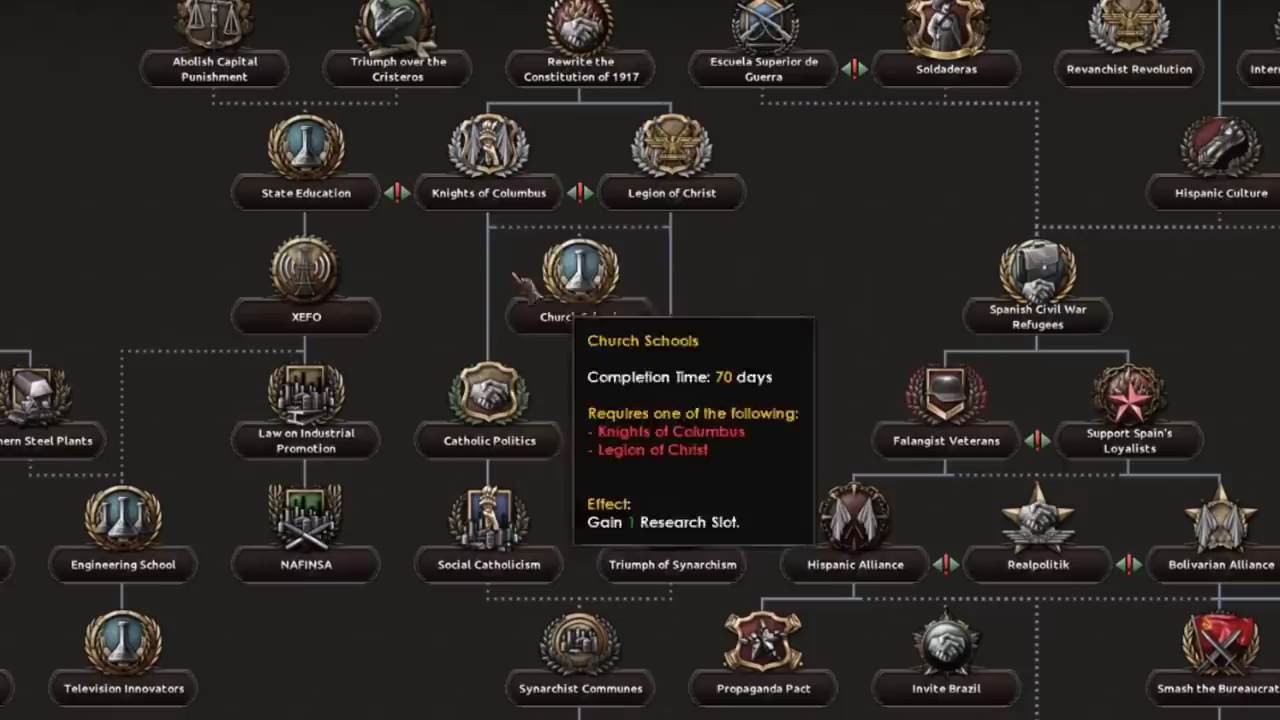 Abolish Capital
Punishment
Triumph over the
Cristeros
Rewrite the
Constitution of 1917
Escuela Superior de
Guerra
Soldaderas
Revanchist Revolution
State Education
Knights of Columbus
Legion of Christ
Hispanic Culture
XEFO
Spanish Civil War
Refugees
Church Schools
Completion Time: 70 days
Requires one of the following:
- Knights of Columbus
- Legion of Christ
Effect:
Gain 1 Research Slot.
Steel Plants
Law on Industrial
Promotion
Catholic Politics
Falangist Veterans
Support Spain's
Loyalists
Engineering School
NAFINSA
Social Catholicism
Triumph of Synarchism
Hispanic Alliance
Realpolitik
Bolivarian Alliance
Television Innovators
Synarchist Communes
Propaganda Pact
Invite Brazil
Smash the